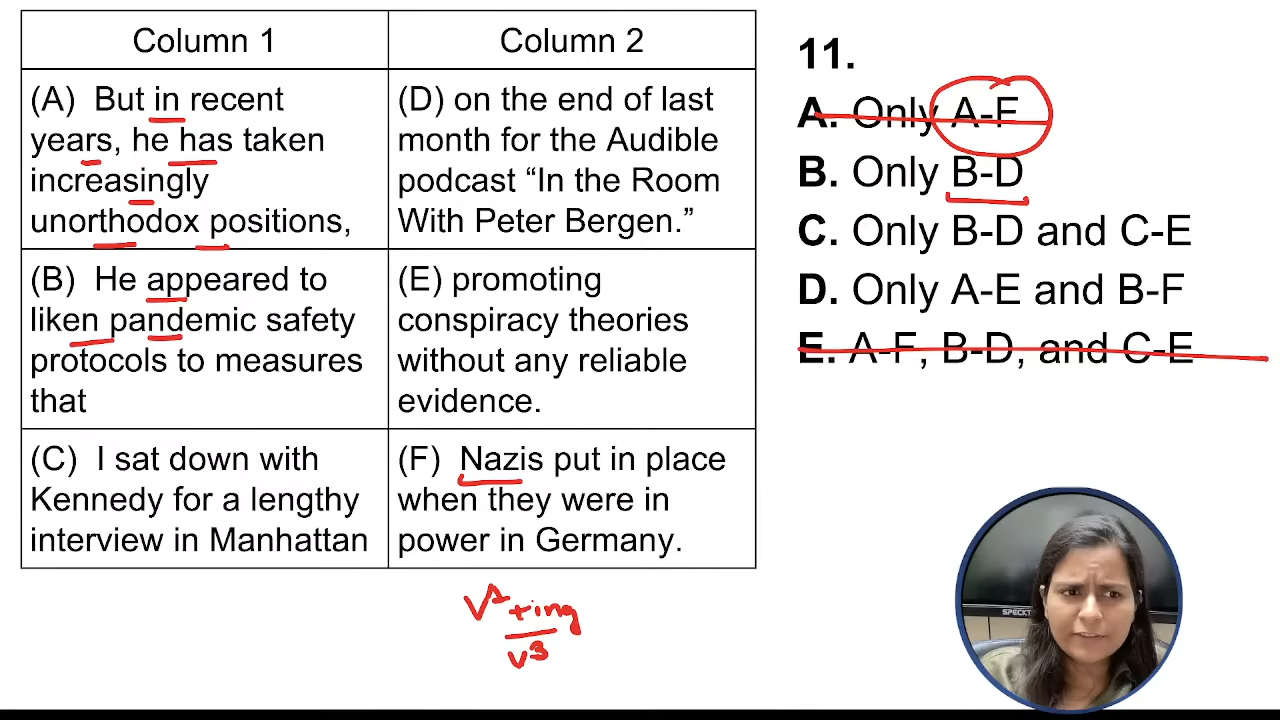 Column 1
Column 2
(A) But in recent
years, he has taken
increasingly
unorthodox positions,
(D) on the end of last
month for the Audible
podcast “In the Room
With Peter Bergen.”
(B) He appeared to
liken pandemic safety
protocols to measures
that
(E) promoting
conspiracy theories
without any reliable
evidence.
(C) I sat down with
Kennedy for a lengthy
interview in Manhattan
(F) Nazis put in place
when they were in
power in Germany.
V¹ +ing
V³
11.
A. Only A-F
B. Only B-D
C. Only B-D and C-E
D. Only A-E and B-F
E. A-F, B-D, and C-E